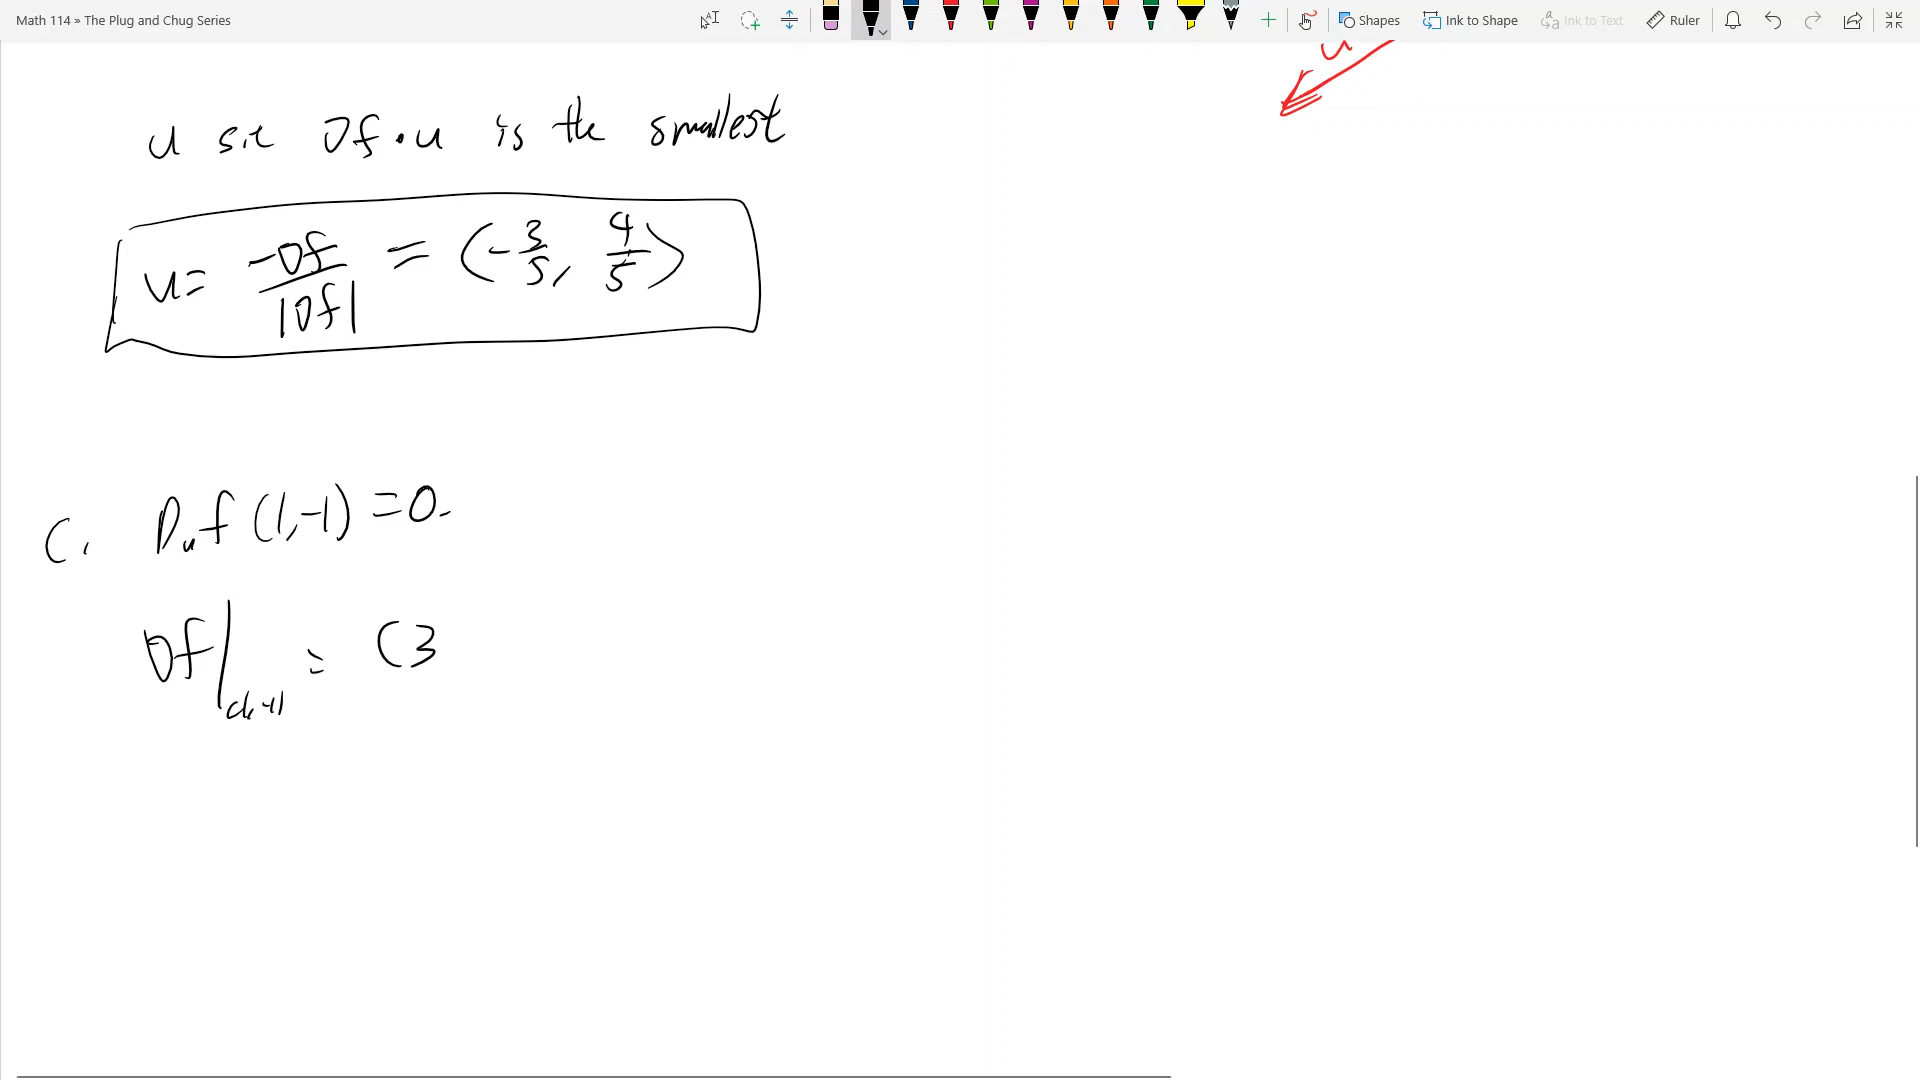 Math 114 » The Plug and Chug Series
Shapes
Ink to Shape
Ink to Text
Ruler
u
u s.t ∇f·u is the smallest
u = -∇f/|∇f| = (-3/5, 4/5)
C. Duf(1,-1) = 0.
∇f|(1,-1) = (3